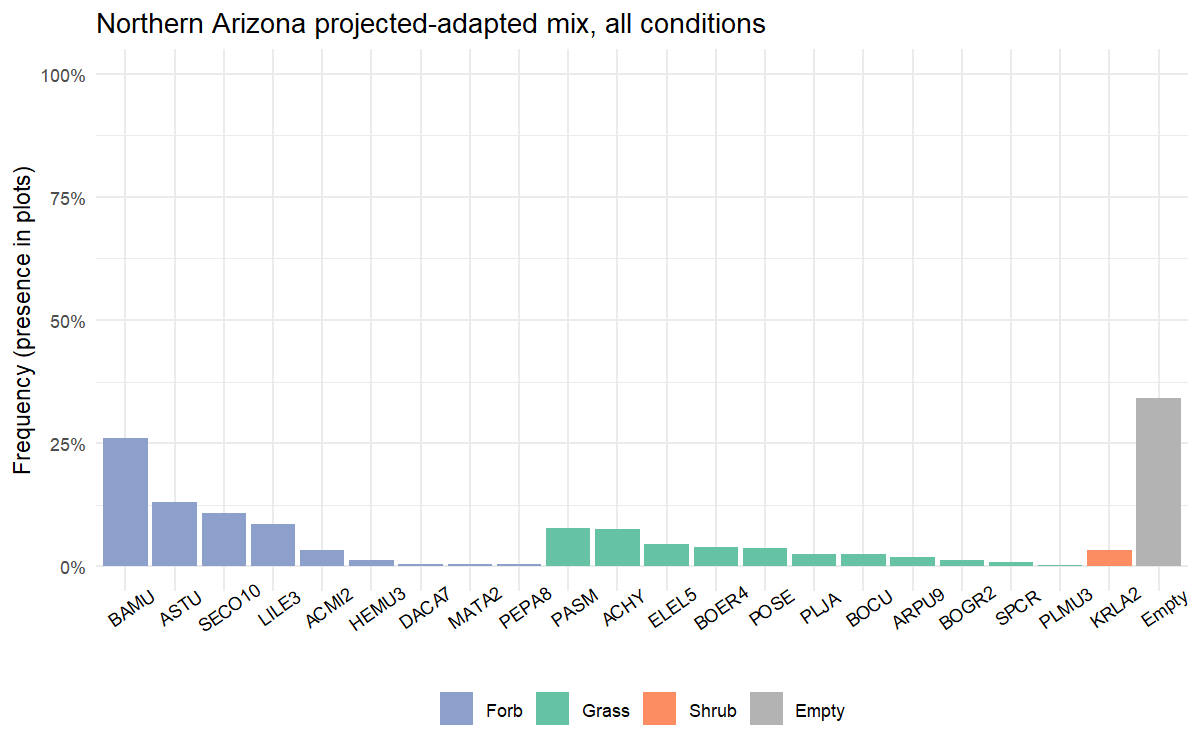 Northern Arizona projected-adapted mix, all conditions
Frequency (presence in plots)
100%
75%
50%
25%
0%
BAMU ASTU SECO10 LILE3 ACMI2 HEMU3 DACA7 MATA2 PEPA8 PASM ACHY ELEL5 BOER4 POSE PLJA BOCU ARPU9 BOGR2 SPCR PLMU3 KRLA2 Empty
Forb Grass Shrub Empty